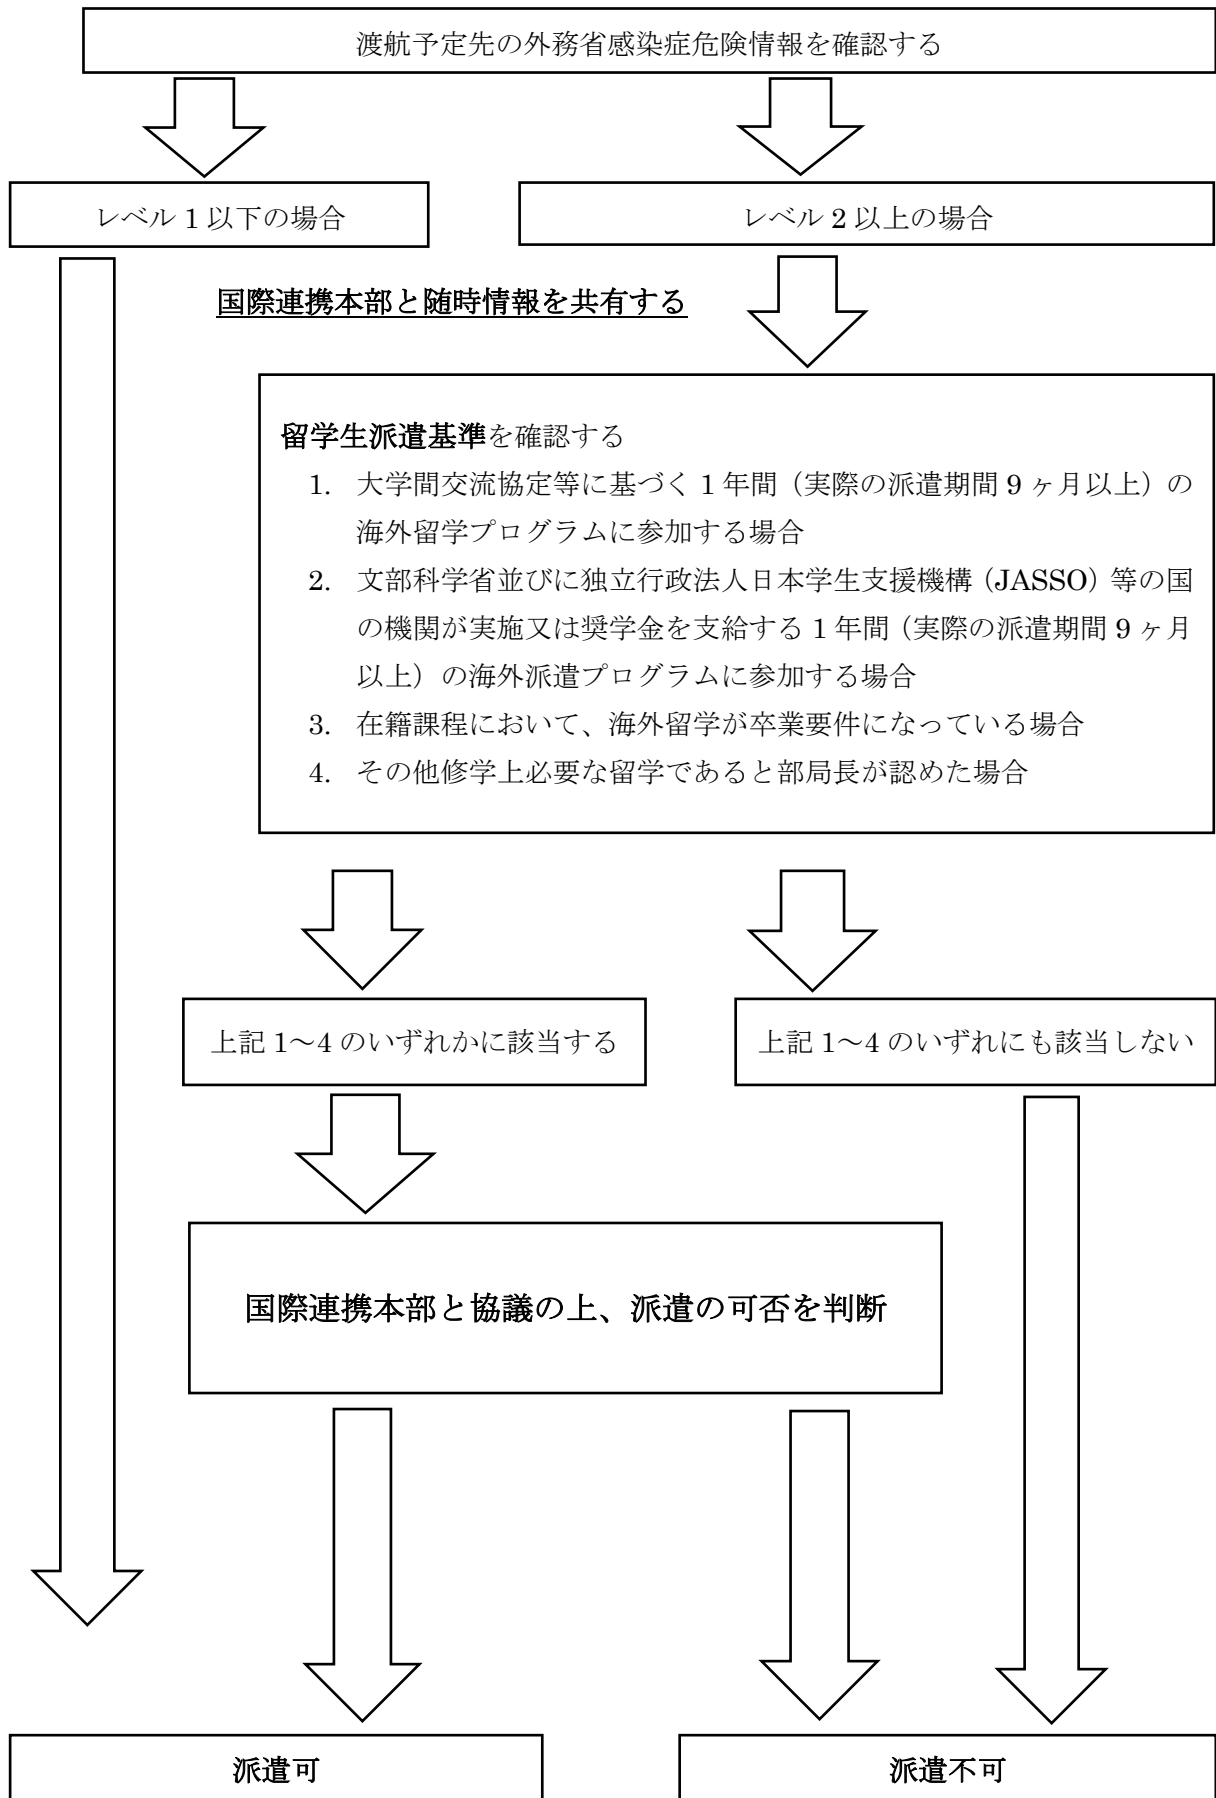 渡航予定先の外務省感染症危険情報を確認する
レベル 1 以下の場合
レベル 2 以上の場合
国際連携本部と随時情報を共有する
留学生派遣基準を確認する
1. 大学間交流協定等に基づく 1 年間（実際の派遣期間 9 ヶ月以上）の
海外留学プログラムに参加する場合
2. 文部科学省並びに独立行政法人日本学生支援機構（JASSO）等の国
の機関が実施又は奨学金を支給する 1 年間（実際の派遣期間 9 ヶ月
以上）の海外派遣プログラムに参加する場合
3. 在籍課程において、海外留学が卒業要件になっている場合
4. その他修学上必要な留学であると部局長が認めた場合
上記 1～4 のいずれかに該当する
上記 1～4 のいずれにも該当しない
国際連携本部と協議の上、派遣の可否を判断
派遣可
派遣不可